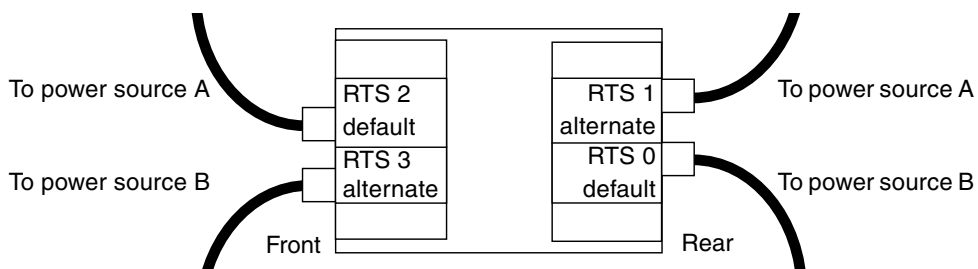 To power source A
RTS 2
default
RTS 1
alternate
To power source A
To power source B
RTS 3
alternate
RTS 0
default
To power source B
Front
Rear